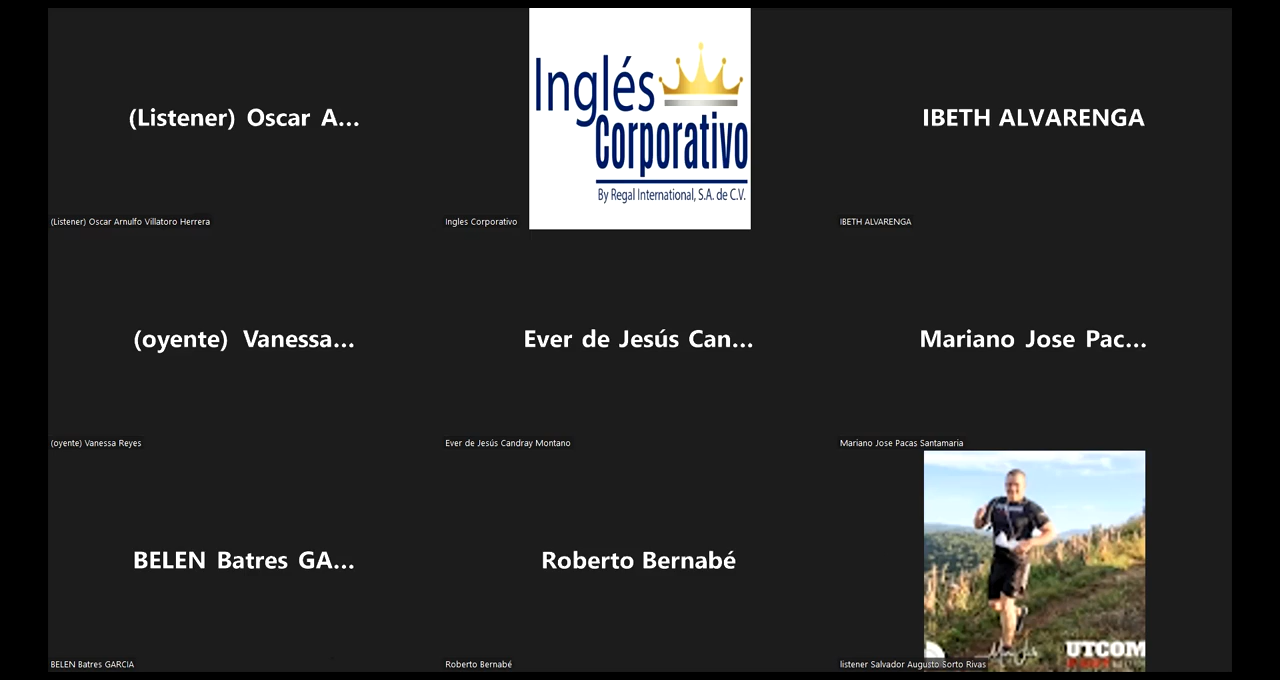 (Listener) Oscar A...
(Listener) Oscar Arnulfo Villatoro Herrera
Inglés
Corporativo
By Regal International, S.A. de C.V.
Ingles Corporativo
IBETH ALVARENGA
IBETH ALVARENGA
(oyente) Vanessa...
(oyente) Vanessa Reyes
Ever de Jesús Can...
Ever de Jesús Candray Montano
Mariano Jose Pac...
Mariano Jose Pacas Santamaria
BELEN Batres GA...
BELEN Batres GARCIA
Roberto Bernabé
Roberto Bernabé
UTCOM
listener Salvador Augusto Sorto Rivas